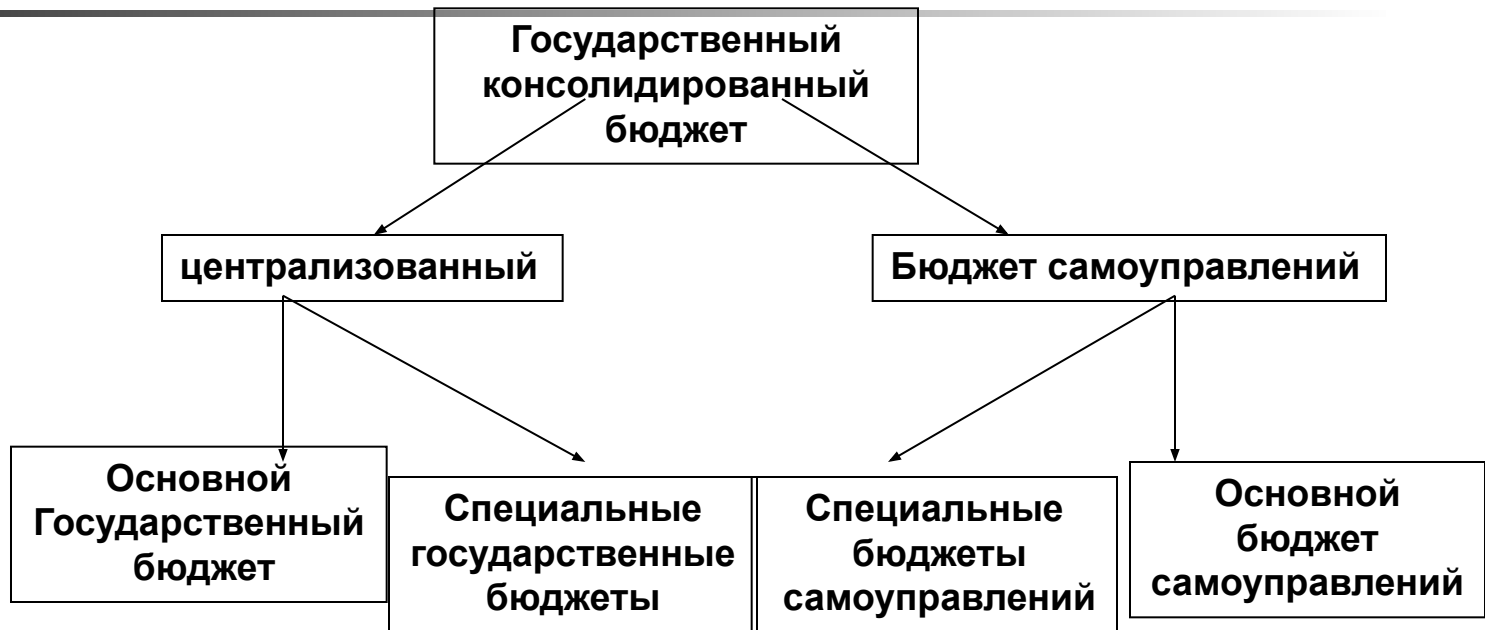 Государственный
консолидированный
бюджет
централизованный
Бюджет самоуправлений
Основной
Государственный
бюджет
Специальные
государственные
бюджеты
Специальные
бюджеты
самоуправлений
Основной
бюджет
самоуправлений